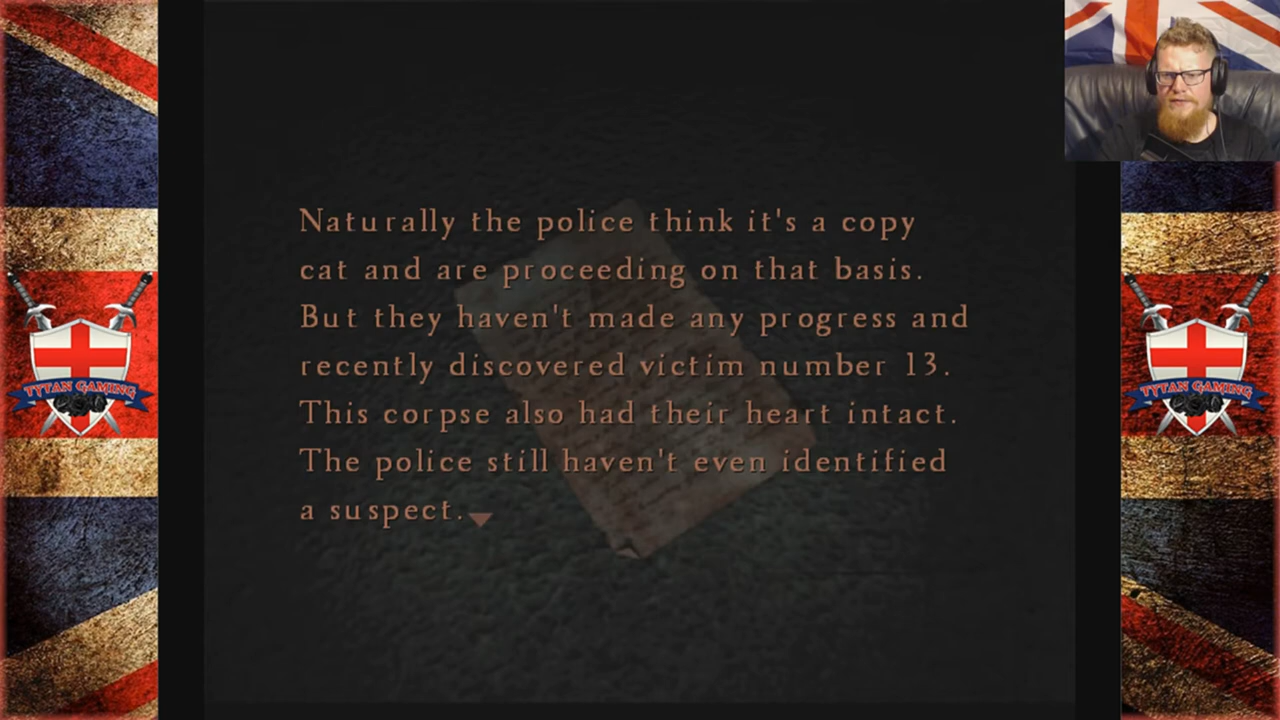 Naturally the police think it's a copy
cat and are proceeding on that basis.
But they haven't made any progress and
recently discovered victim number 13.
This corpse also had their heart intact.
The police still haven't even identified
a suspect.
TYTAN GAMING
TYTAN GAMING